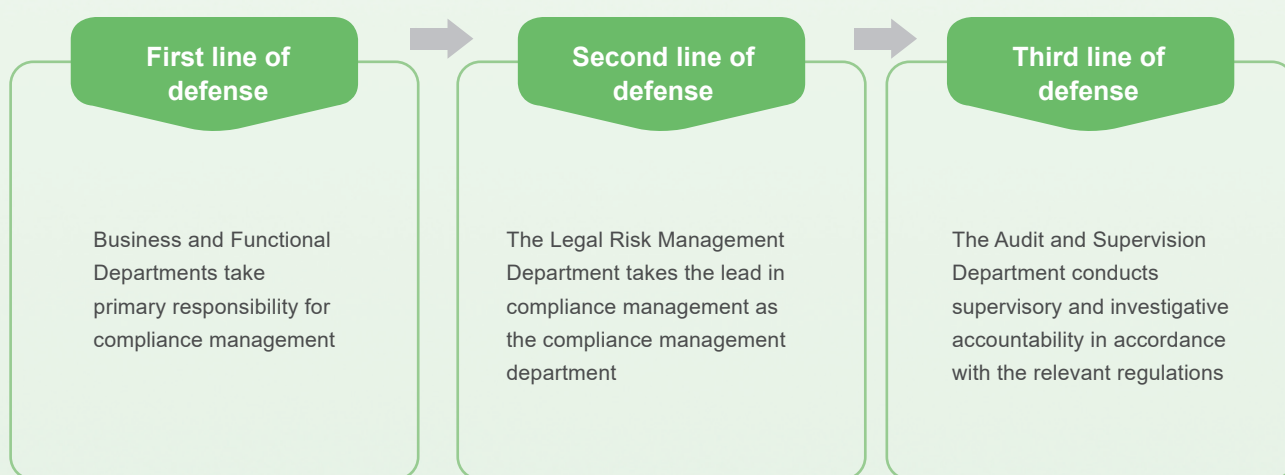 First line of
defense
Business and Functional
Departments take
primary responsibility for
compliance management
Second line of
defense
The Legal Risk Management
Department takes the lead in
compliance management as
the compliance management
department
Third line of
defense
The Audit and Supervision
Department conducts
supervisory and investigative
accountability in accordance
with the relevant regulations